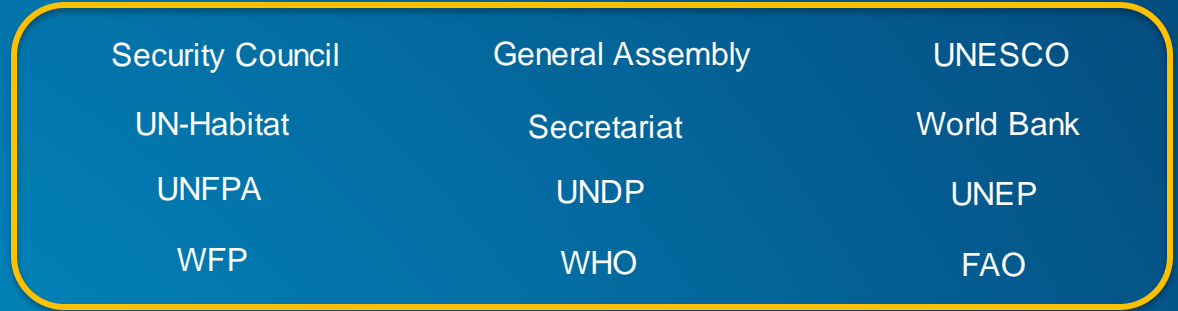 Security Council General Assembly UNESCO
UN-Habitat Secretariat World Bank
UNFPA UNDP UNEP
WFP WHO FAO